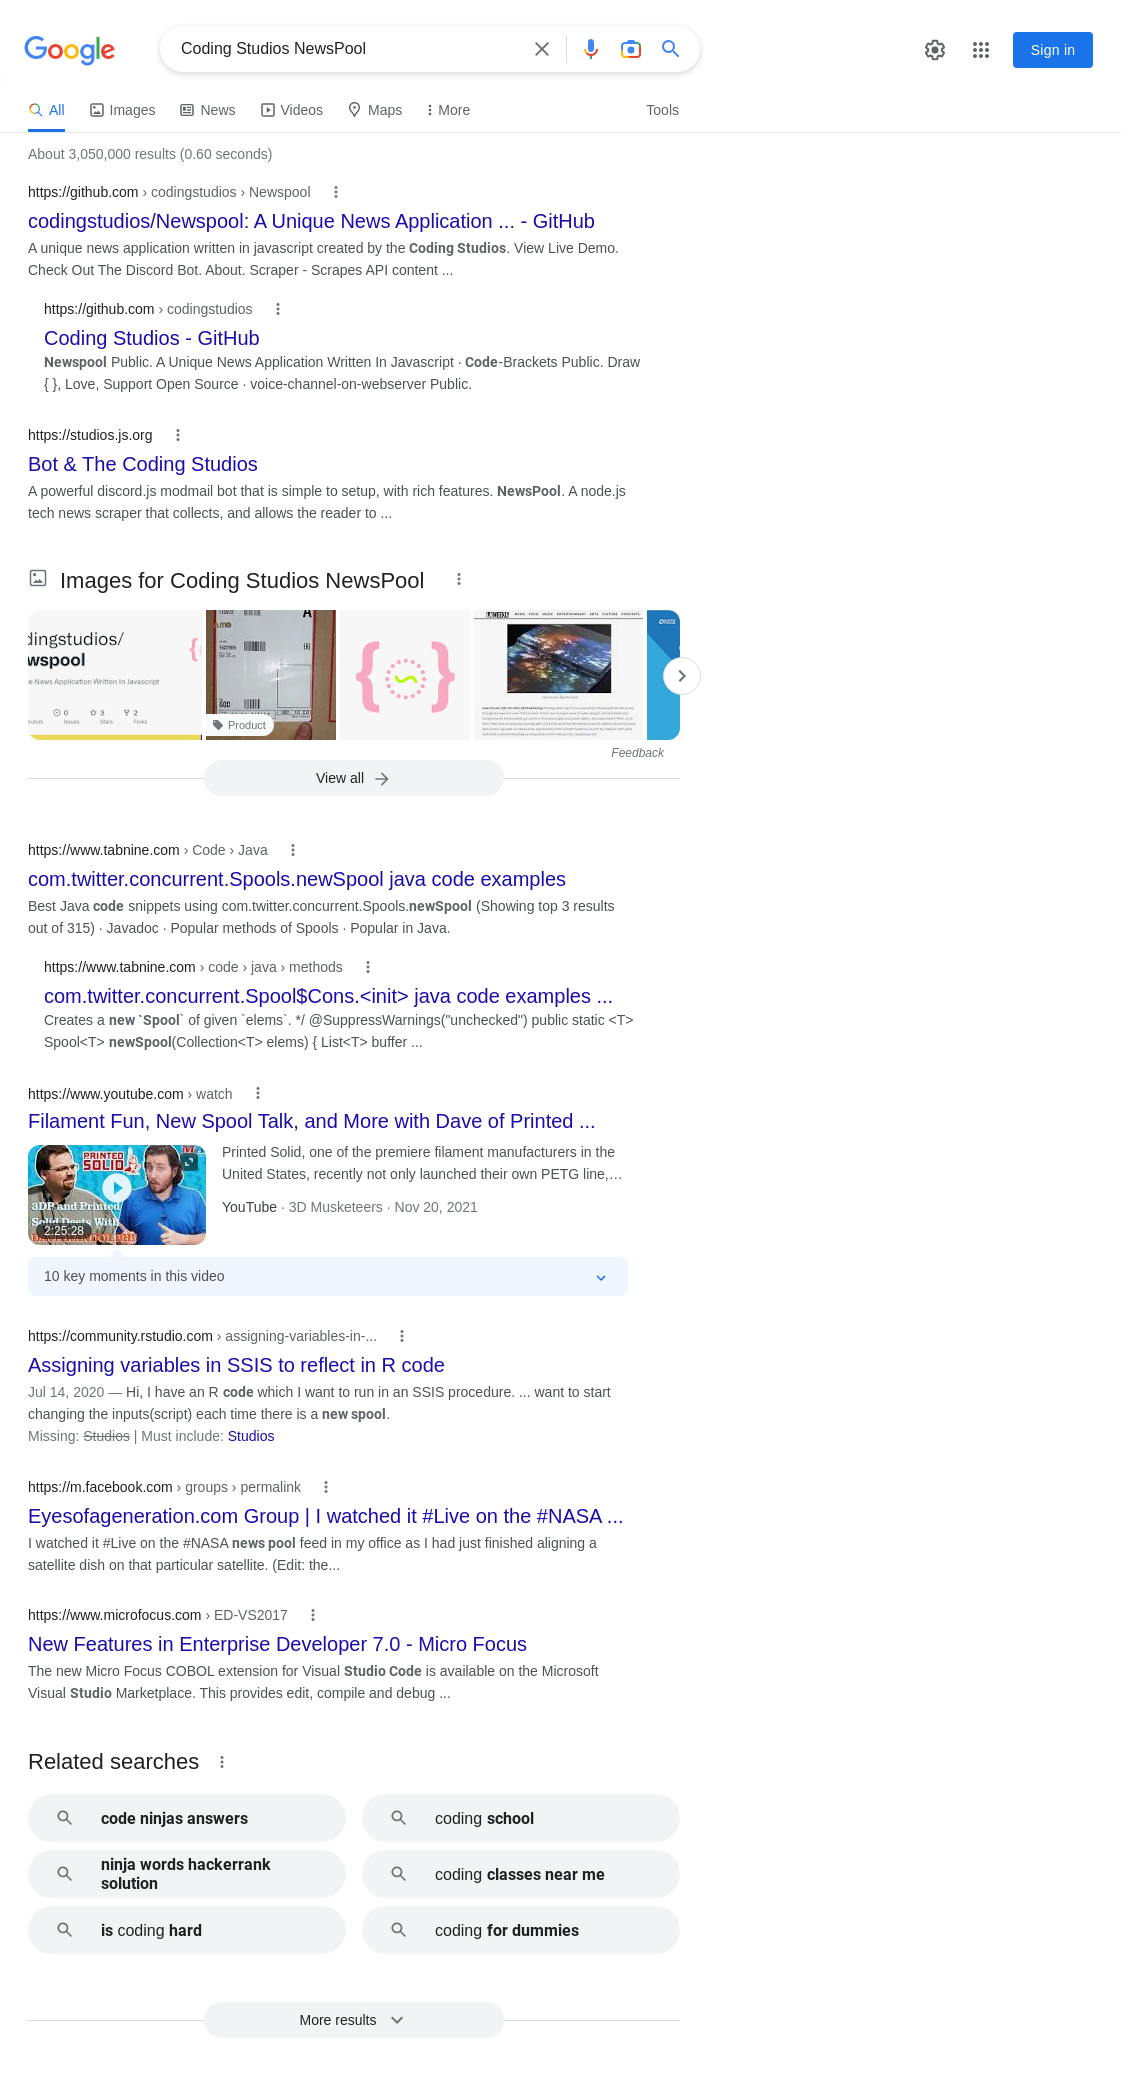 Google
Coding Studios NewsPool
Sign in
All
Images
News
Videos
Maps
More
Tools
About 3,050,000 results (0.60 seconds)
https://github.com › codingstudios › Newspool
codingstudios/Newspool: A Unique News Application ... - GitHub
A unique news application written in javascript created by the Coding Studios. View Live Demo.
Check Out The Discord Bot. About. Scraper - Scrapes API content ...
https://github.com › codingstudios
Coding Studios - GitHub
Newspool Public. A Unique News Application Written In Javascript · Code-Brackets Public. Draw
{ }, Love, Support Open Source · voice-channel-on-webserver Public.
https://studios.js.org
Bot & The Coding Studios
A powerful discord.js modmail bot that is simple to setup, with rich features. NewsPool. A node.js
tech news scraper that collects, and allows the reader to ...
Images for Coding Studios NewsPool
dingstudios/
wspool
e News Application Written In Javascript
0
3
2
Issues
Stars
Forks
Product
WEEKLY
Feedback
View all
https://www.tabnine.com › Code › Java
com.twitter.concurrent.Spools.newSpool java code examples
Best Java code snippets using com.twitter.concurrent.Spools.newSpool (Showing top 3 results
out of 315) · Javadoc · Popular methods of Spools · Popular in Java.
https://www.tabnine.com › code › java › methods
com.twitter.concurrent.Spool$Cons.<init> java code examples ...
Creates a new `Spool` of given `elems`. */ @SuppressWarnings("unchecked") public static <T>
Spool<T> newSpool(Collection<T> elems) { List<T> buffer ...
https://www.youtube.com › watch
Filament Fun, New Spool Talk, and More with Dave of Printed ...
PRINTED
SOLID
3DP and Printed
Solid Deets With
2:25:28
Printed Solid, one of the premiere filament manufacturers in the
United States, recently not only launched their own PETG line,…
YouTube · 3D Musketeers · Nov 20, 2021
10 key moments in this video
https://community.rstudio.com › assigning-variables-in-...
Assigning variables in SSIS to reflect in R code
Jul 14, 2020 — Hi, I have an R code which I want to run in an SSIS procedure. ... want to start
changing the inputs(script) each time there is a new spool.
Missing: Studios | Must include: Studios
https://m.facebook.com › groups › permalink
Eyesofageneration.com Group | I watched it #Live on the #NASA ...
I watched it #Live on the #NASA news pool feed in my office as I had just finished aligning a
satellite dish on that particular satellite. (Edit: the...
https://www.microfocus.com › ED-VS2017
New Features in Enterprise Developer 7.0 - Micro Focus
The new Micro Focus COBOL extension for Visual Studio Code is available on the Microsoft
Visual Studio Marketplace. This provides edit, compile and debug ...
Related searches
code ninjas answers
coding school
ninja words hackerrank
solution
coding classes near me
is coding hard
coding for dummies
More results